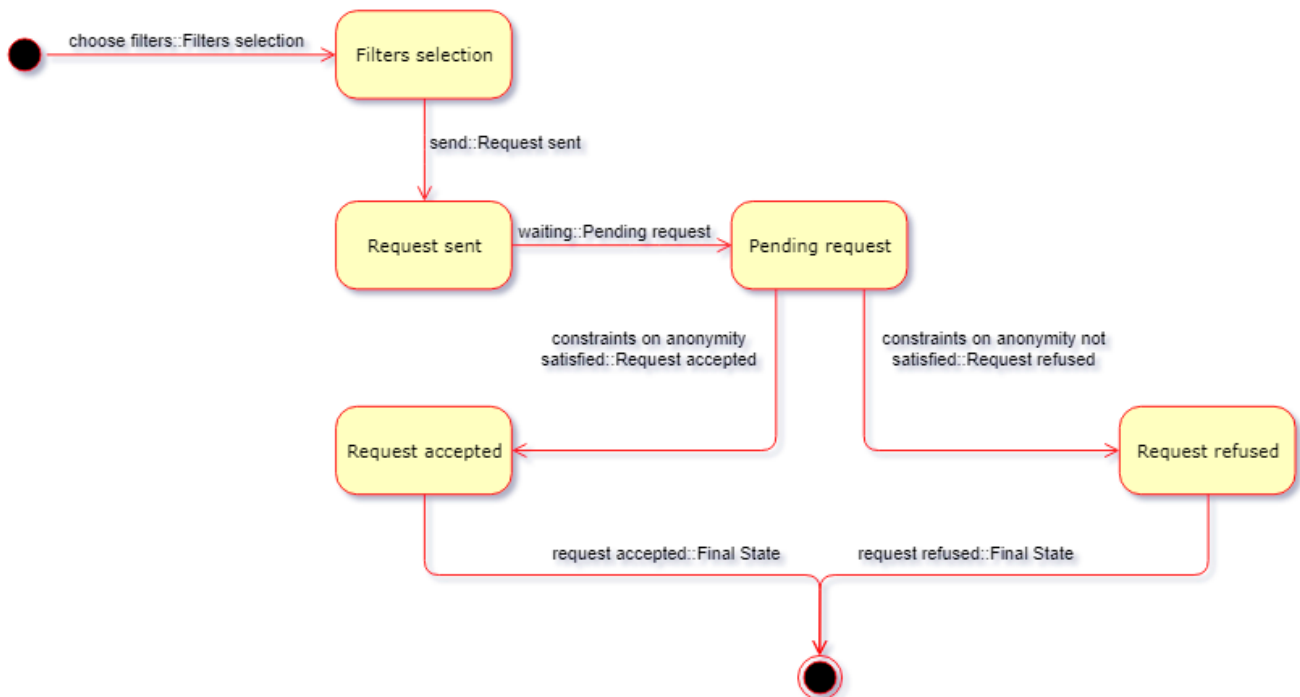 choose filters::Filters selection
Filters selection
send::Request sent
Request sent
waiting::Pending request
Pending request
constraints on anonymity
satisfied::Request accepted
constraints on anonymity not
satisfied::Request refused
Request accepted
Request refused
request accepted::Final State
request refused::Final State